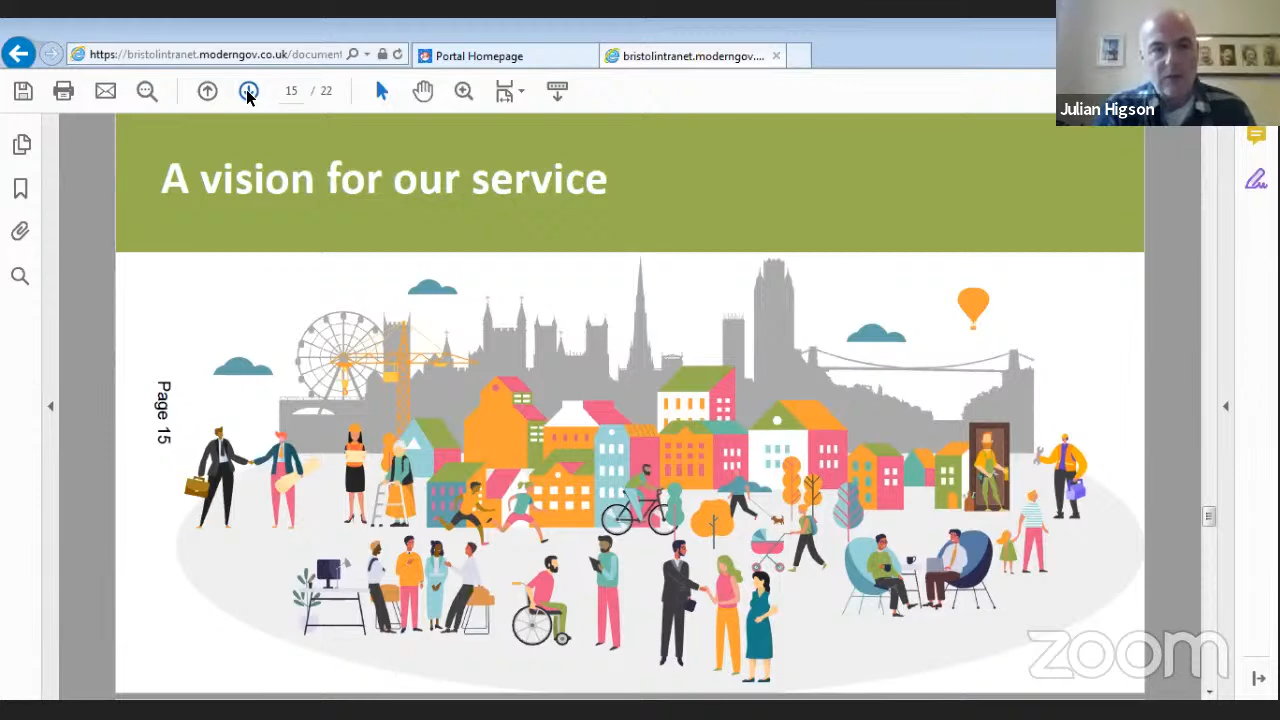 https://bristolintranet.moderngov.co.uk/document
Portal Homepage
bristolintranet.moderngov....
15 / 22
Julian Higson
A vision for our service
Page 15
zoom